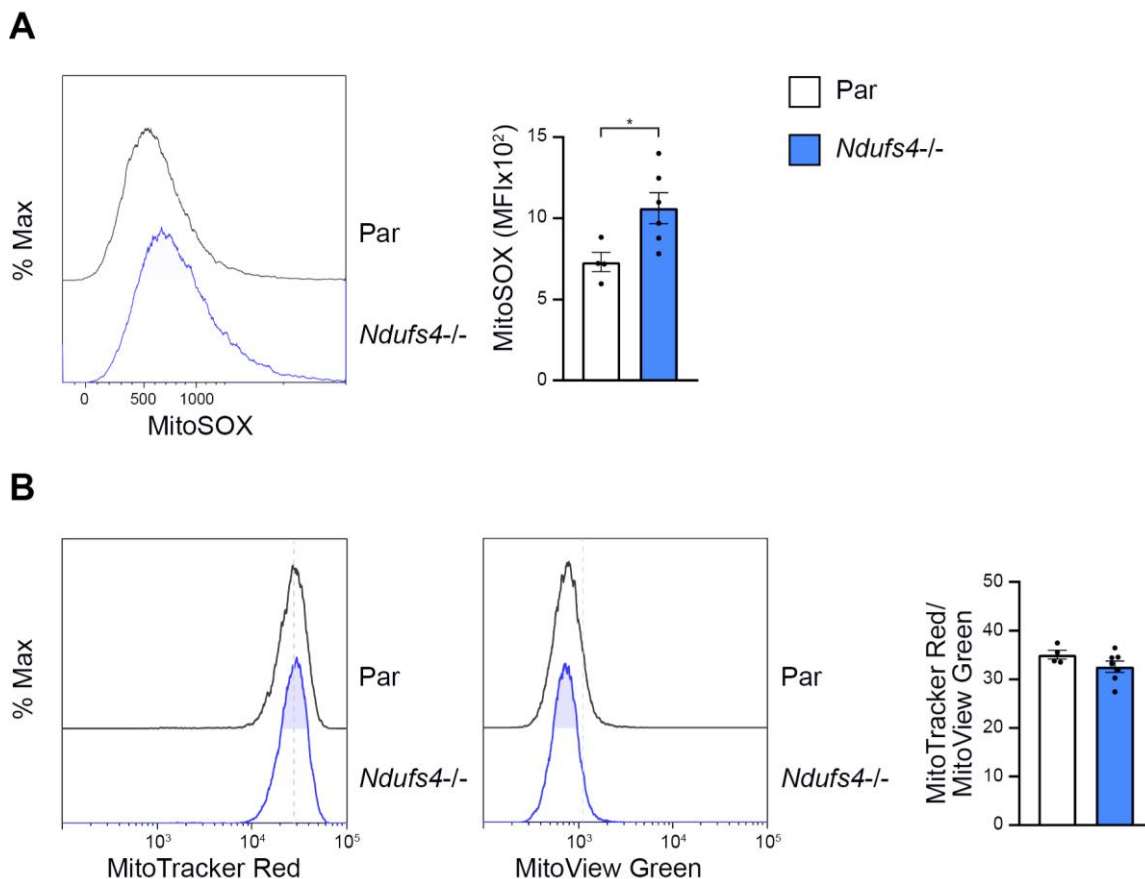 A
% Max
Par
Ndufs4-/-
0 500 1000
MitoSOX
MitoSOX (MFIx10²)
15
10
5
0
*
Par
Ndufs4-/-
B
% Max
Par
Ndufs4-/-
10³ 10⁴ 10⁵
MitoTracker Red
Par
Ndufs4-/-
10³ 10⁴ 10⁵
MitoView Green
MitoTracker Red/
MitoView Green
50
40
30
20
10
0